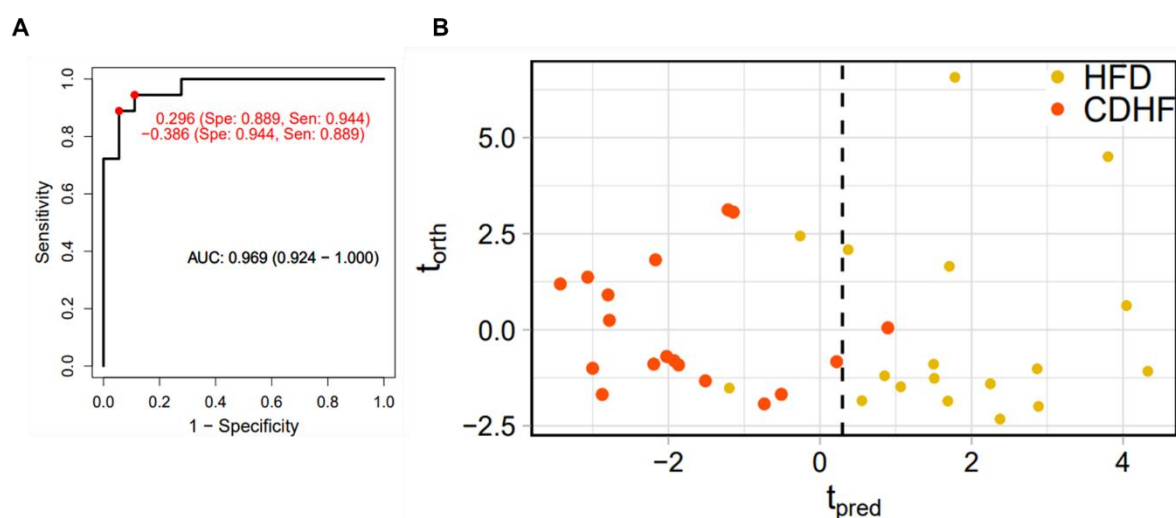 A
1.0
0.8
0.6
0.4
0.2
0.0
Sensitivity
0.296 (Spe: 0.889, Sen: 0.944)
−0.386 (Spe: 0.944, Sen: 0.889)
AUC: 0.969 (0.924 − 1.000)
0.0 0.2 0.4 0.6 0.8 1.0
1 − Specificity
B
HFD
CDHF
5.0
2.5
0.0
−2.5
t_orth
−2 0 2 4
t_pred